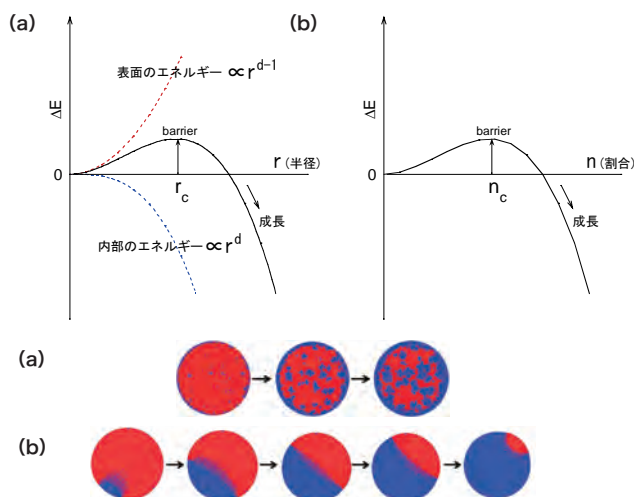 (a)
表面のエネルギー ∝r^{d-1}
ΔE
barrier
0
r (半径)
r_c
成長
内部のエネルギー∝r^d
(b)
ΔE
barrier
0
n (割合)
n_c
成長
(a)
(b)